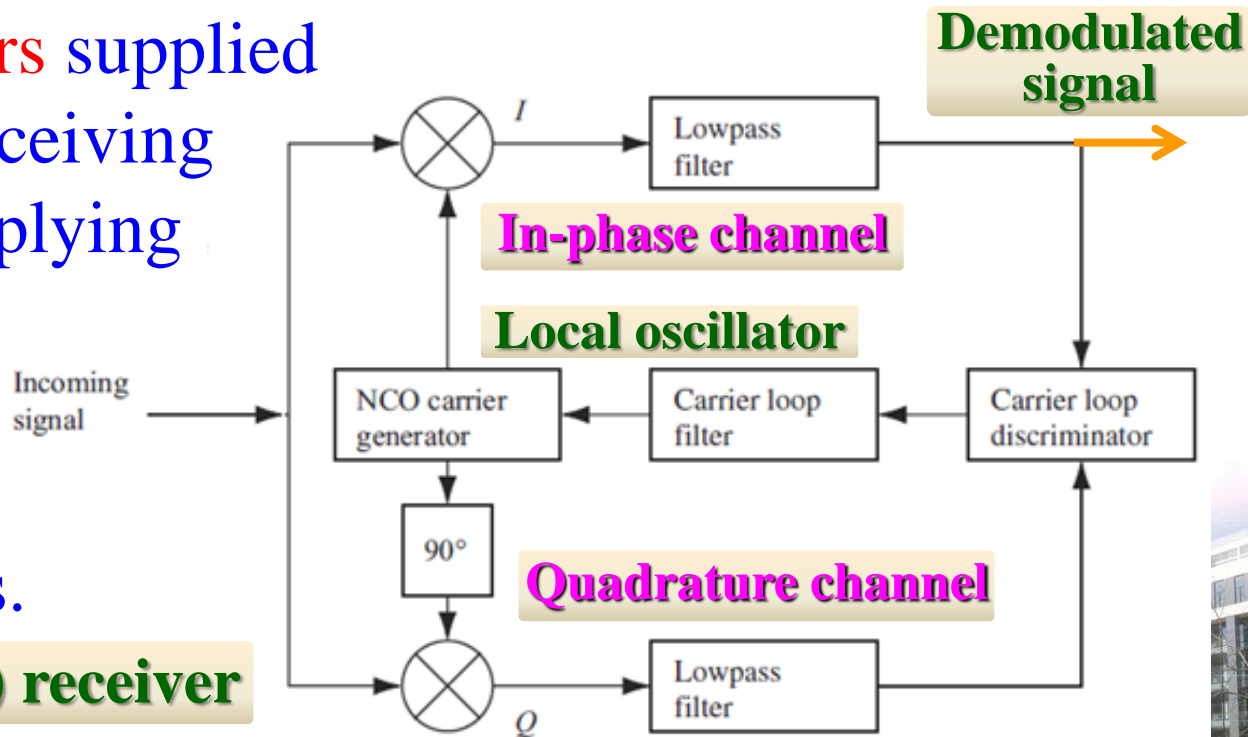 rs supplied
Demodulated
signal
ceiving
plying
I
Lowpass
filter
In-phase channel
Local oscillator
Incoming
signal
NCO carrier
generator
Carrier loop
filter
Carrier loop
discriminator
90°
Quadrature channel
s.
) receiver
Q
Lowpass
filter